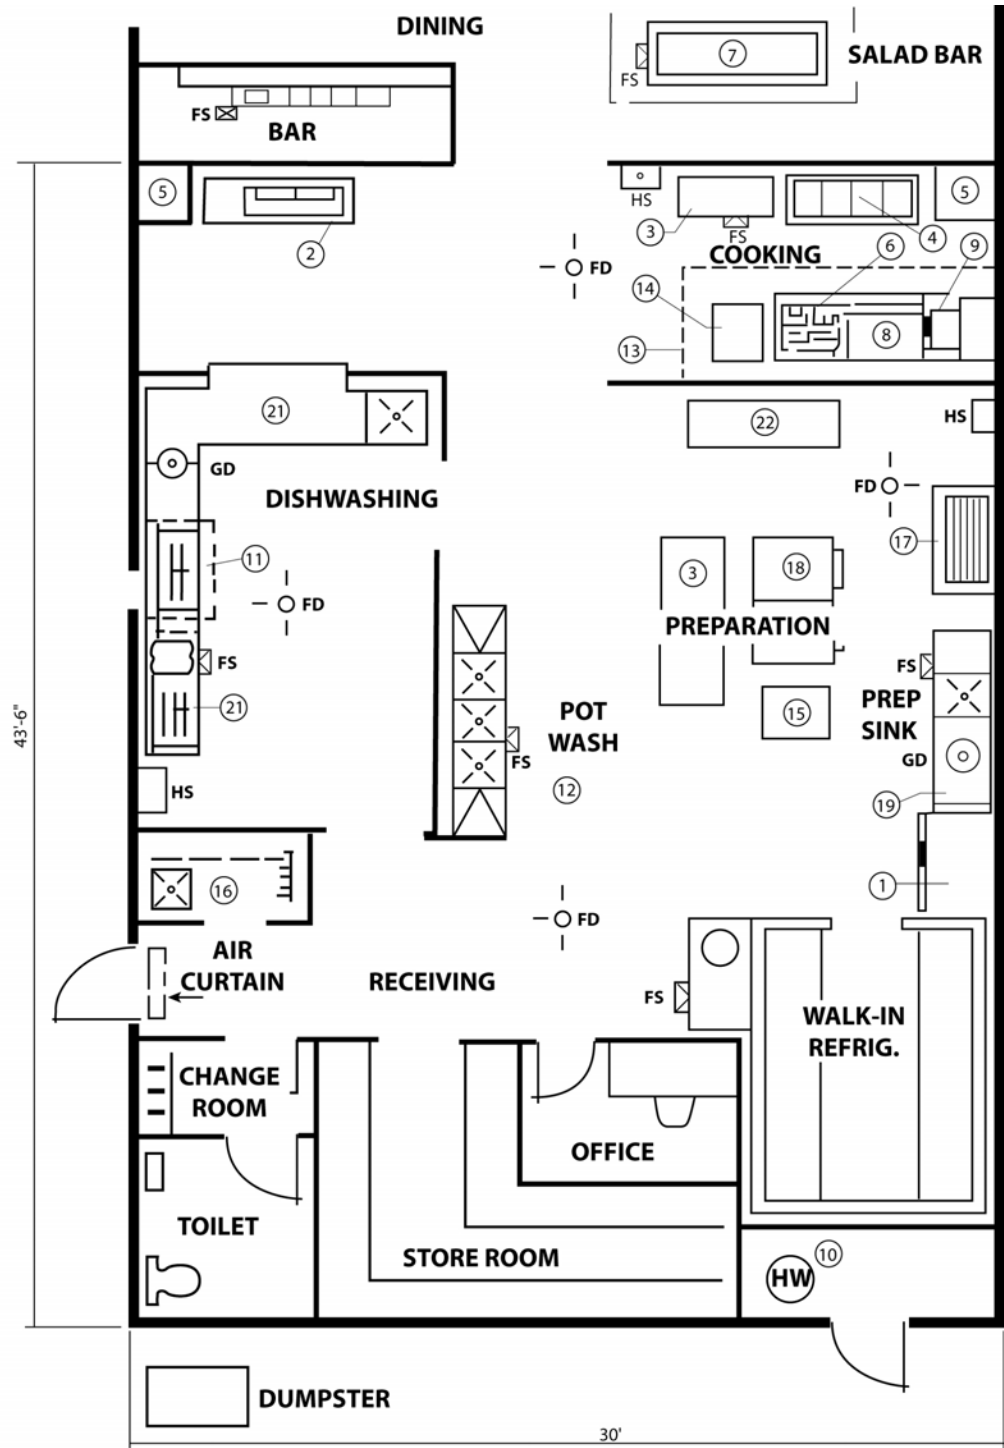 DINING
7
SALAD BAR
FS
FS
BAR
5
2
HS
3
FS
4
5
COOKING
6
9
FD
14
13
8
21
GD
DISHWASHING
22
HS
FD
11
FD
17
3
18
PREPARATION
FS
21
FS
PREP
SINK
15
POT
WASH
FS
GD
43'-6"
HS
12
19
16
1
FD
AIR
CURTAIN
RECEIVING
FS
WALK-IN
REFRIG.
CHANGE
ROOM
OFFICE
TOILET
STORE ROOM
10
HW
DUMPSTER
30'